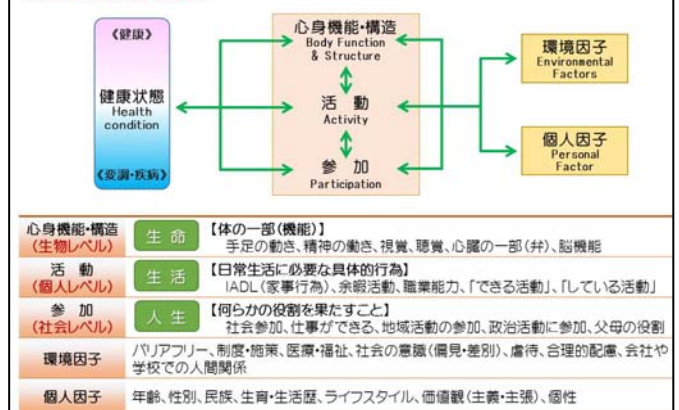 《健康》
健康状態
Health
condition
《変調・疾病》
心身機能・構造
Body Function
& Structure
活 動
Activity
参 加
Participation
環境因子
Environmental
Factors
個人因子
Personal
Factor
心身機能・構造
(生物レベル)
生 命
【体の一部(機能)】
手足の動き、精神の働き、視覚、聴覚、心臓の一部(弁)、脳機能
活 動
(個人レベル)
生 活
【日常生活に必要な具体的行為】
IADL(家事行為)、余暇活動、職業能力、「できる活動」、「している活動」
参 加
(社会レベル)
人 生
【何らかの役割を果たすこと】
社会参加、仕事ができる、地域活動の参加、政治活動に参加、父母の役割
環境因子
バリアフリー、制度・施策、医療・福祉、社会の意識(偏見・差別)、虐待、合理的配慮、会社や
学校での人間関係
個人因子
年齢、性別、民族、生育・生活歴、ライフスタイル、価値観(主義・主張)、個性